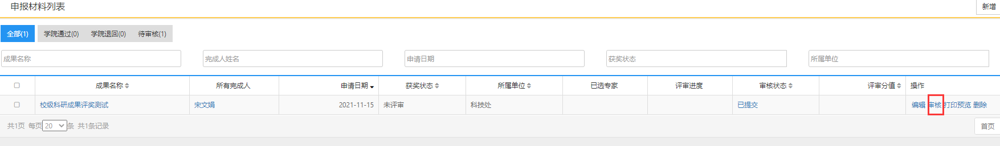 申报材料列表 新增
全部(1) 学院通过(0) 学院退回(0) 待审核(1)
成果名称 完成人姓名 申请日期 获奖状态 所属单位
成果名称 所有完成人 申请日期 获奖状态 所属单位 已选专家 评审进度 审核状态 评审分值 操作
校级科研成果评奖测试 宋文娟 2021-11-15 未评审 科技处 已提交 编辑 审核 打印预览 删除
共1页 每页 20 条 共1条记录 首页